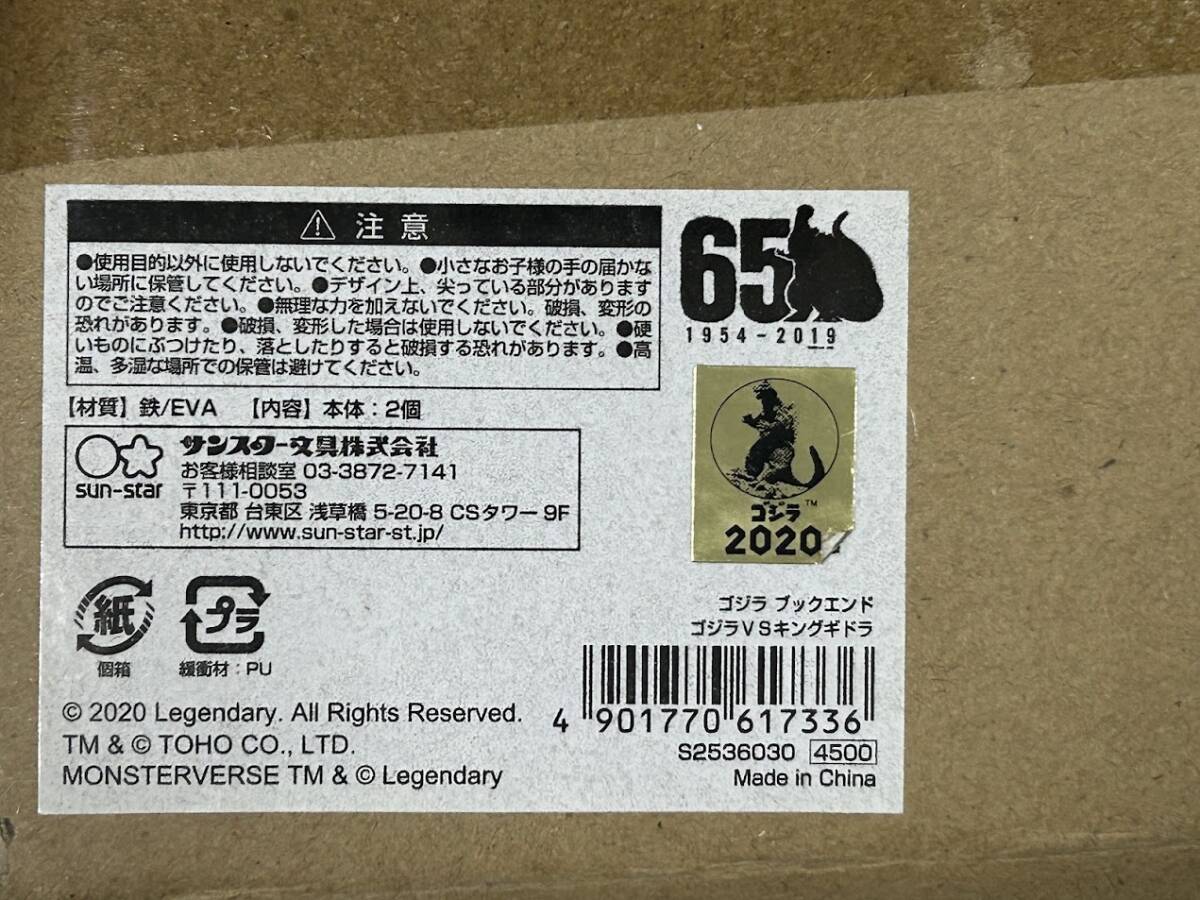 注意
●使用目的以外に使用しないでください。●小さなお子様の手の届かな
い場所に保管してください。●デザイン上、尖っている部分があります
のでご注意ください。●無理な力を加えないでください。破損、変形の
恐れがあります。●破損、変形した場合は使用しないでください。●硬
いものにぶつけたり、落としたりすると破損する恐れがあります。●高
温、多湿な場所での保管は避けてください。
【材質】鉄/EVA 【内容】本体：2個
sun-star
サンスター文具株式会社
お客様相談室 03-3872-7141
〒111-0053
東京都 台東区 浅草橋 5-20-8 CSタワー 9F
http://www.sun-star-st.jp/
紙
個箱
プラ
緩衝材：PU
© 2020 Legendary. All Rights Reserved.
TM & © TOHO CO., LTD.
MONSTERVERSE TM & © Legendary
65
1954-2019
ゴジラ™
2020
ゴジラ ブックエンド
ゴジラVSキングギドラ
4 901770 617336
S2536030 4500
Made in China